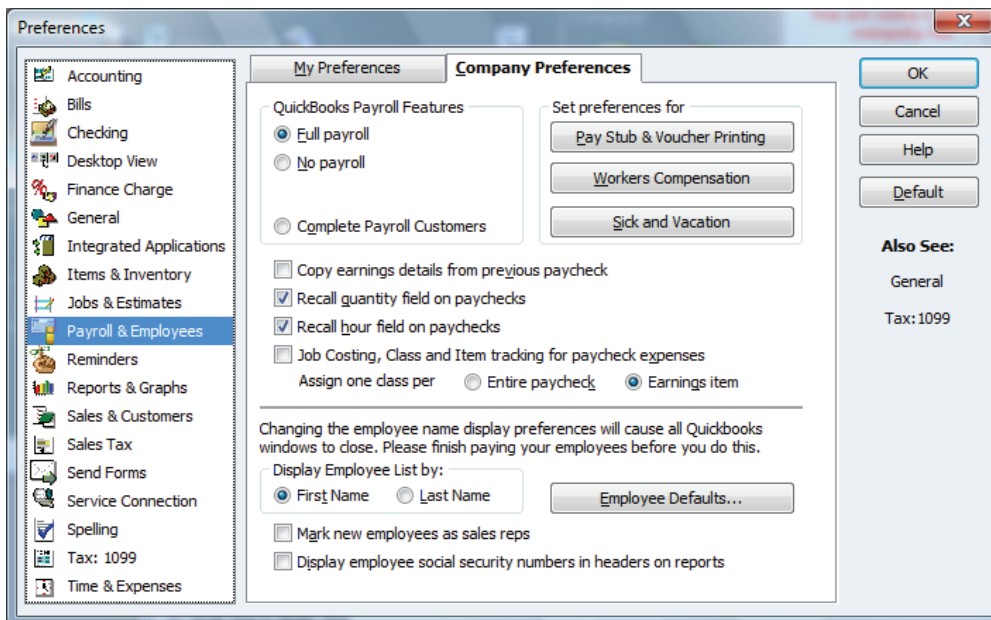 Preferences
Accounting
Bills
Checking
Desktop View
Finance Charge
General
Integrated Applications
Items & Inventory
Jobs & Estimates
Payroll & Employees
Reminders
Reports & Graphs
Sales & Customers
Sales Tax
Send Forms
Service Connection
Spelling
Tax: 1099
Time & Expenses
My Preferences
Company Preferences
QuickBooks Payroll Features
Full payroll
No payroll
Complete Payroll Customers
Set preferences for
Pay Stub & Voucher Printing
Workers Compensation
Sick and Vacation
Copy earnings details from previous paycheck
Recall quantity field on paychecks
Recall hour field on paychecks
Job Costing, Class and Item tracking for paycheck expenses
Assign one class per Entire paycheck Earnings item
Changing the employee name display preferences will cause all Quickbooks
windows to close. Please finish paying your employees before you do this.
Display Employee List by:
First Name Last Name
Employee Defaults...
Mark new employees as sales reps
Display employee social security numbers in headers on reports
OK
Cancel
Help
Default
Also See:
General
Tax: 1099